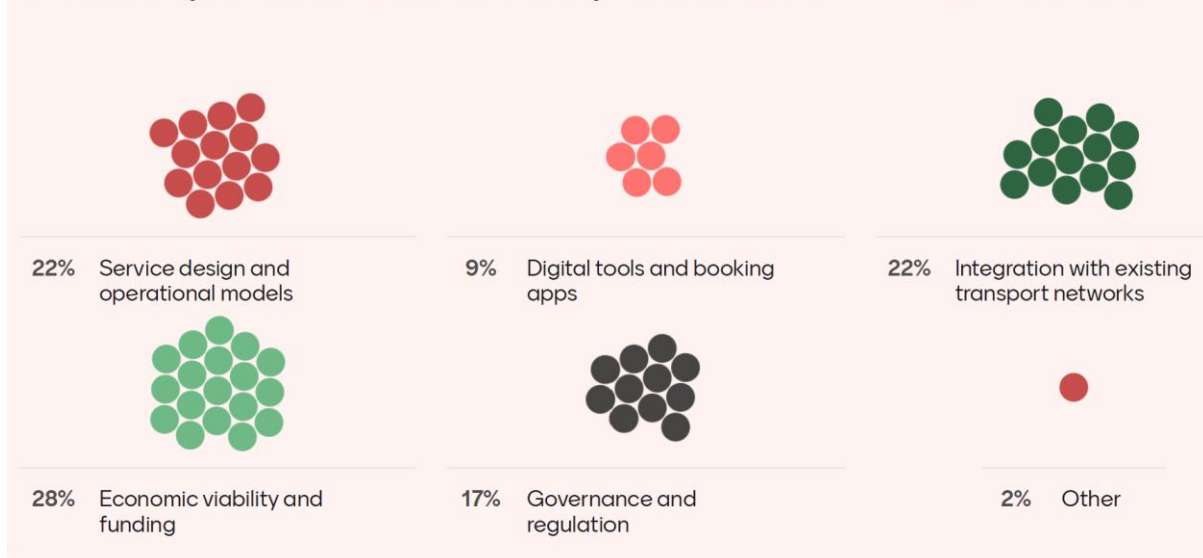 22%
Service design and
operational models
9%
Digital tools and booking
apps
22%
Integration with existing
transport networks
28%
Economic viability and
funding
17%
Governance and
regulation
2%
Other